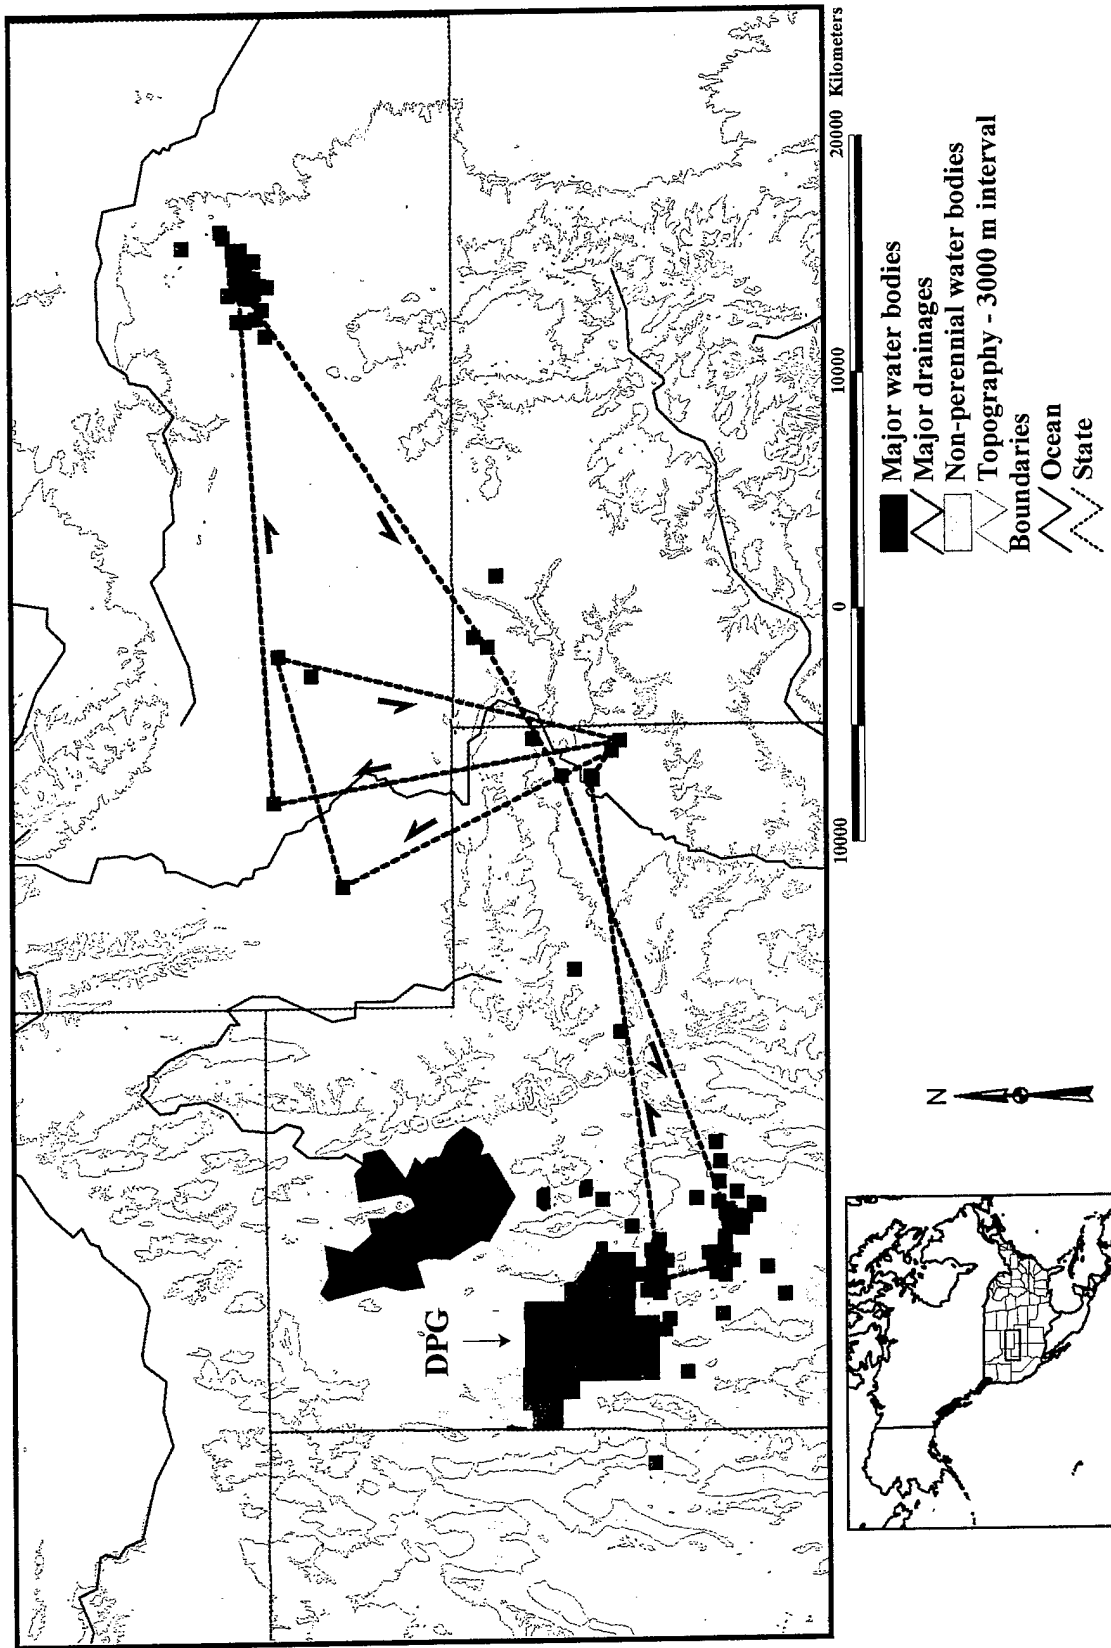 DPG
10000
0
10000
20000 Kilometers
N
Major water bodies
Major drainages
Non-perennial water bodies
Topography - 3000 m interval
Boundaries
Ocean
State